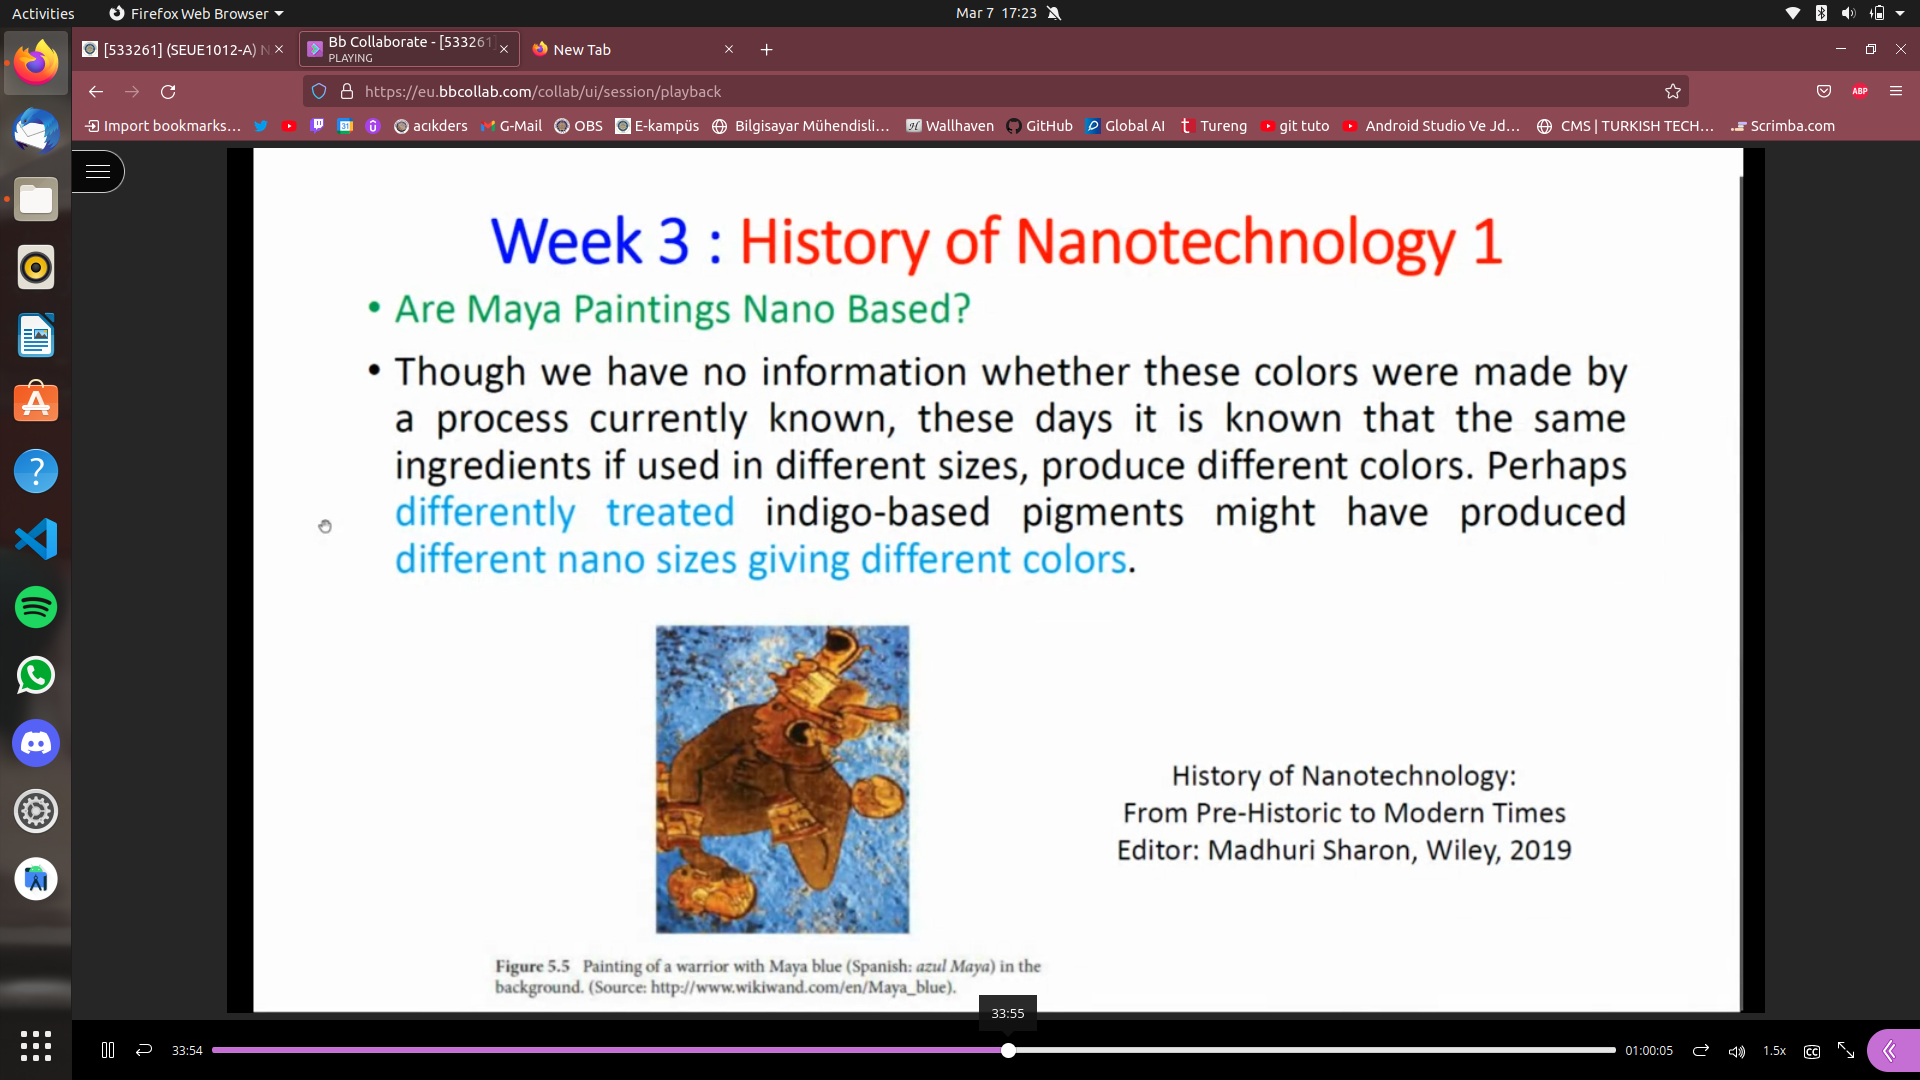 Activities
Firefox Web Browser
Mar 7 17:23
[533261] (SEUE1012-A) N
Bb Collaborate - [533261]
PLAYING
New Tab
https://eu.bbcollab.com/collab/ui/session/playback
ABP
Import bookmarks...
31
acıkders
G-Mail
OBS
E-kampüs
Bilgisayar Mühendisli...
Wallhaven
GitHub
Global AI
Tureng
git tuto
Android Studio Ve Jd...
CMS | TURKISH TECH...
Scrimba.com
Week 3 : History of Nanotechnology 1
• Are Maya Paintings Nano Based?
• Though we have no information whether these colors were made by
a process currently known, these days it is known that the same
ingredients if used in different sizes, produce different colors. Perhaps
differently treated indigo-based pigments might have produced
different nano sizes giving different colors.
History of Nanotechnology:
From Pre-Historic to Modern Times
Editor: Madhuri Sharon, Wiley, 2019
Figure 5.5 Painting of a warrior with Maya blue (Spanish: azul Maya) in the
background. (Source: http://www.wikiwand.com/en/Maya_blue).
33:55
33:54
01:00:05
1.5x
CC